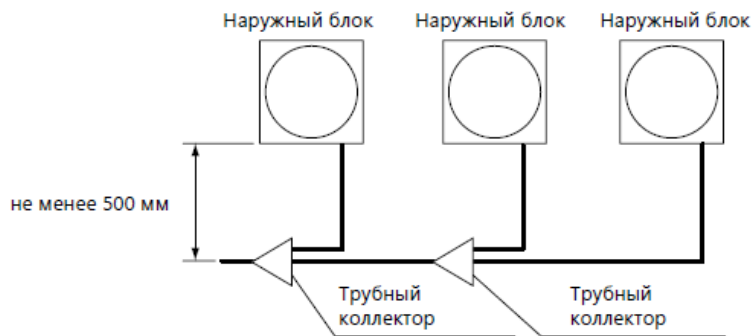 Наружный блок
Наружный блок
Наружный блок
не менее 500 мм
Трубный
коллектор
Трубный
коллектор